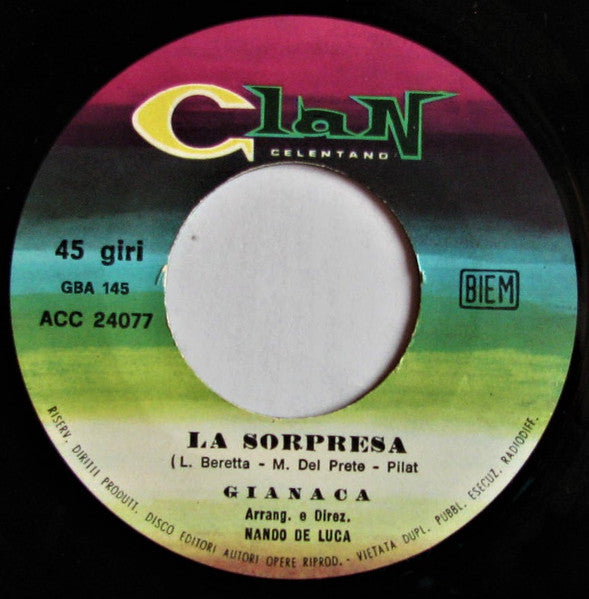 Clan
CELENTANO
45 giri
GBA 145
ACC 24077
BIEM
LA SORPRESA
(L. Beretta - M. Del Prete - Pilat
GIANACA
Arrang. e Direz.
NANDO DE LUCA
RISERV. DIRITTI PRODUTT. DISCO EDITORI AUTORI OPERE RIPROD. - VIETATA DUPL. PUBBL. ESECUZ. RADIODIFF.